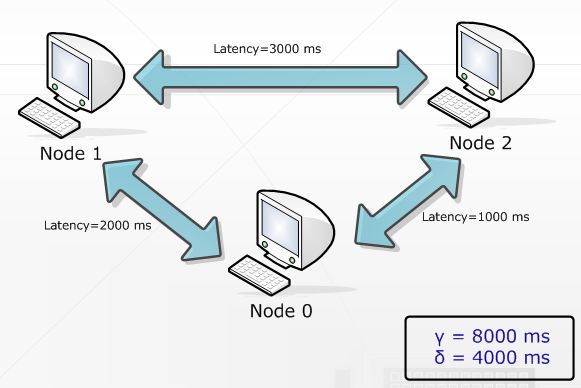 Latency=3000 ms
Node 1
Node 2
Latency=2000 ms
Latency=1000 ms
Node 0
γ = 8000 ms
δ = 4000 ms